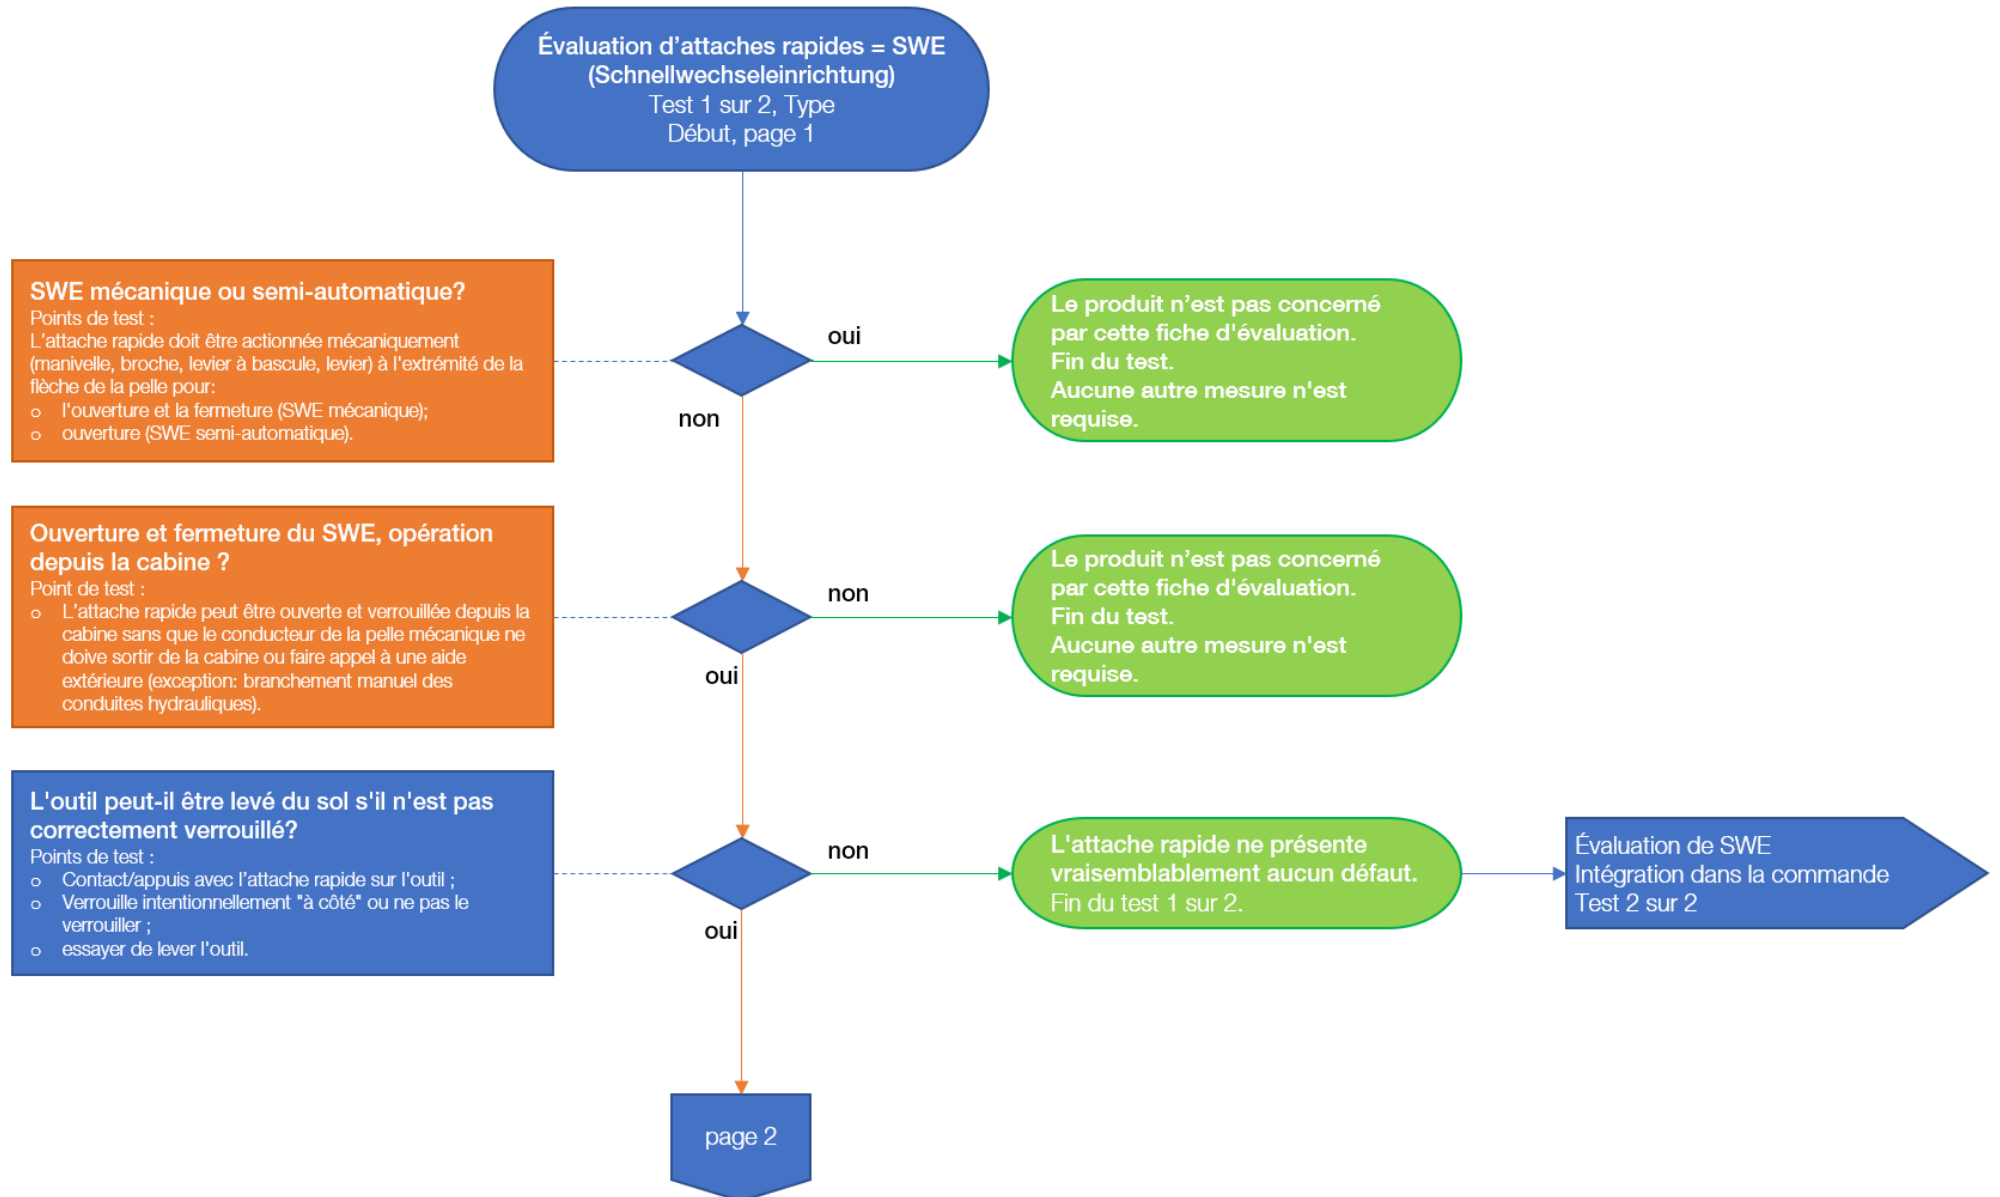 Évaluation d’attaches rapides = SWE
(Schnellwechseleinrichtung)
Test 1 sur 2, Type
Début, page 1
SWE mécanique ou semi-automatique?
Points de test :
L'attache rapide doit être actionnée mécaniquement
(manivelle, broche, levier à bascule, levier) à l'extrémité de la
flèche de la pelle pour:
o l'ouverture et la fermeture (SWE mécanique);
o ouverture (SWE semi-automatique).
oui
non
Le produit n’est pas concerné
par cette fiche d'évaluation.
Fin du test.
Aucune autre mesure n'est
requise.
Ouverture et fermeture du SWE, opération
depuis la cabine ?
Point de test :
o L'attache rapide peut être ouverte et verrouillée depuis la
cabine sans que le conducteur de la pelle mécanique ne
doive sortir de la cabine ou faire appel à une aide
extérieure (exception: branchement manuel des
conduites hydrauliques).
non
oui
Le produit n’est pas concerné
par cette fiche d'évaluation.
Fin du test.
Aucune autre mesure n'est
requise.
L'outil peut-il être levé du sol s'il n'est pas
correctement verrouillé?
Points de test :
o Contact/appuis avec l’attache rapide sur l'outil ;
o Verrouille intentionnellement "à côté" ou ne pas le
verrouiller ;
o essayer de lever l'outil.
non
oui
L'attache rapide ne présente
vraisemblablement aucun défaut.
Fin du test 1 sur 2.
Évaluation de SWE
Intégration dans la commande
Test 2 sur 2
page 2